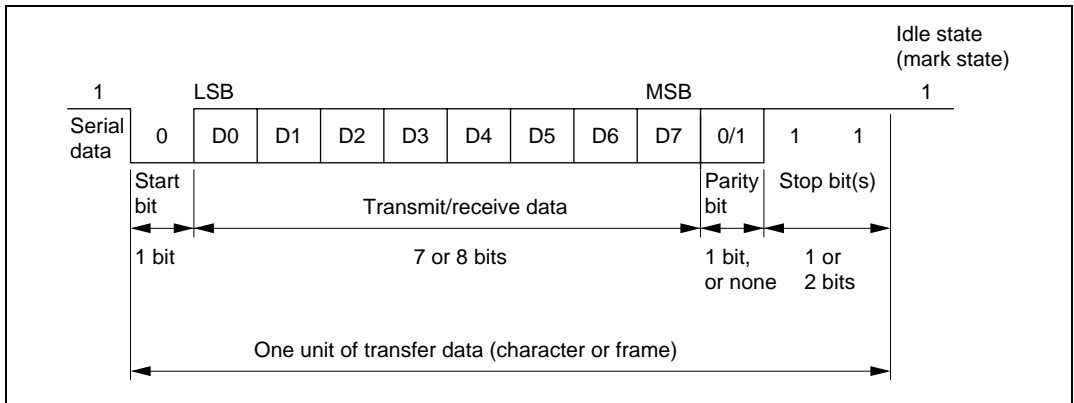 Idle state
(mark state)
1 LSB MSB 1
Serial
data
0 D0 D1 D2 D3 D4 D5 D6 D7 0/1 1 1
Start
bit
Transmit/receive data
Parity
bit
Stop bit(s)
1 bit
7 or 8 bits
1 bit,
or none
1 or
2 bits
One unit of transfer data (character or frame)